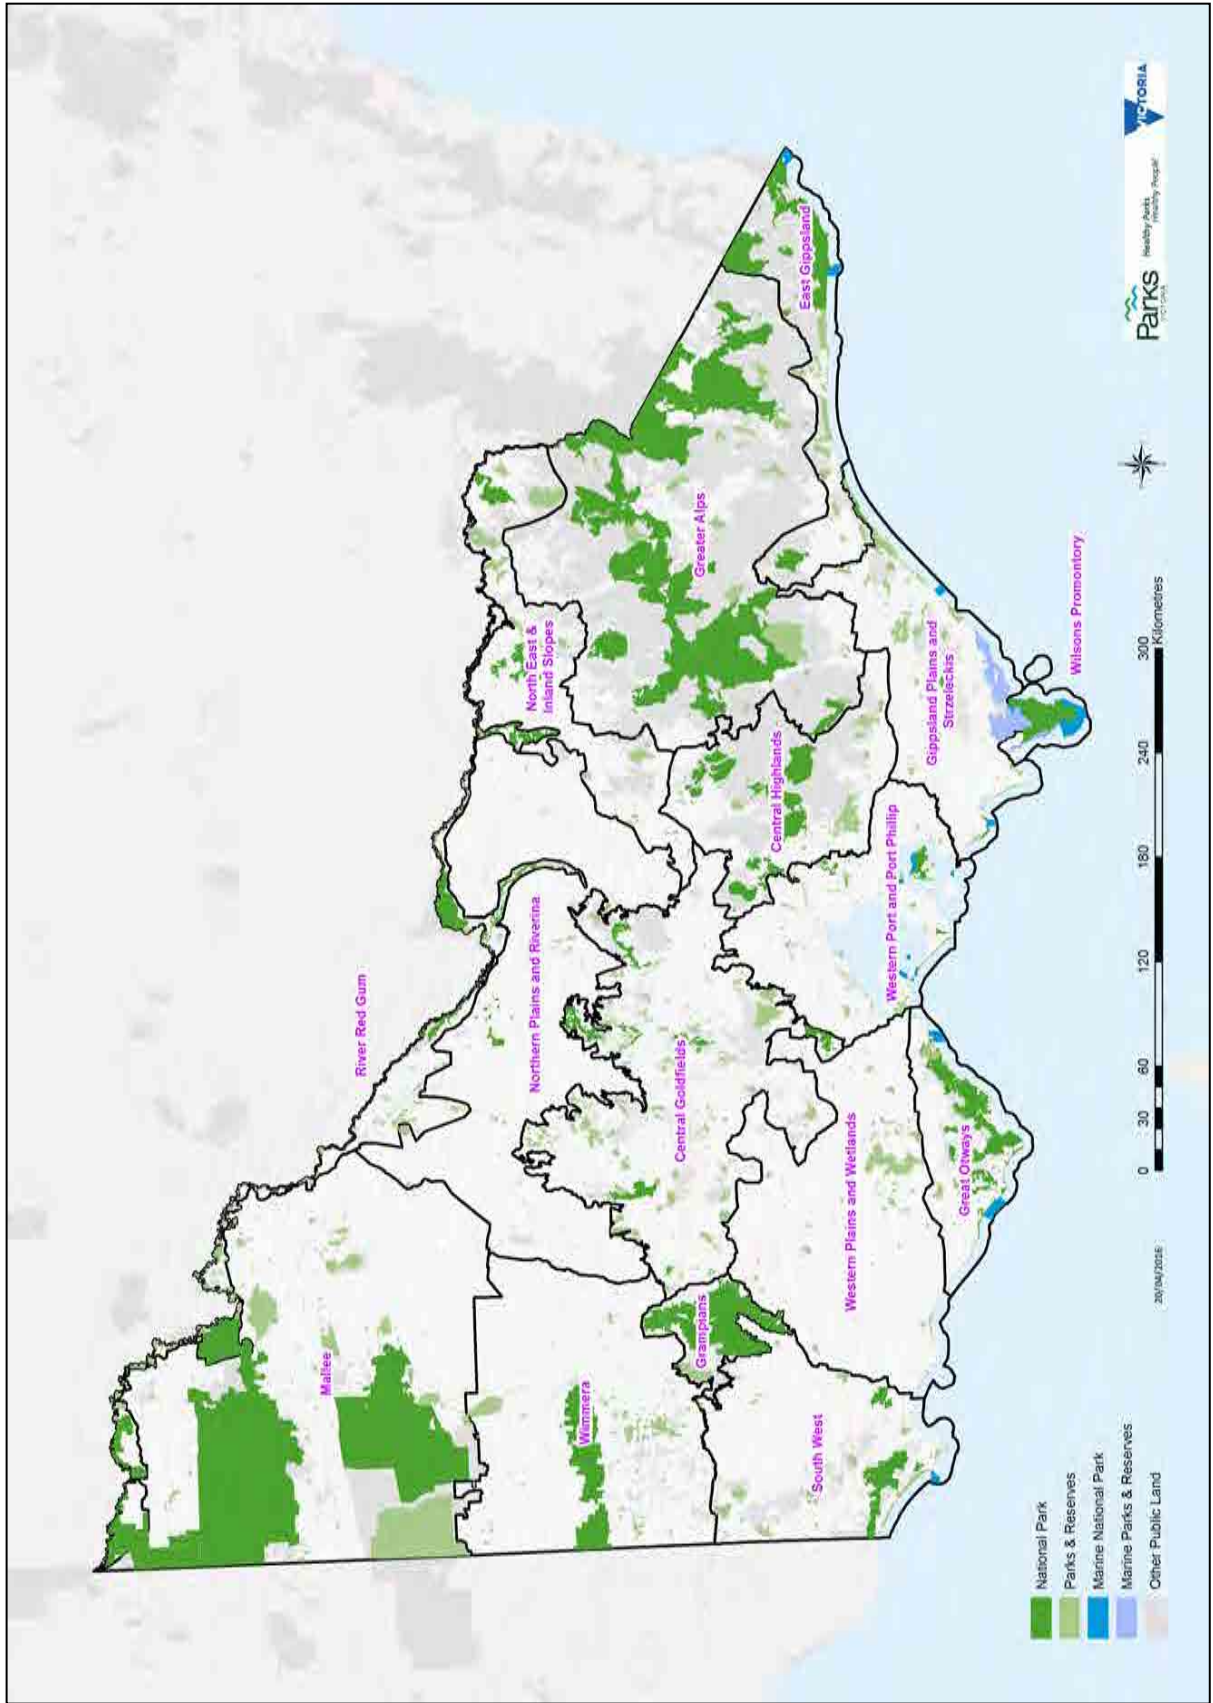 Mallee
River Red Gum
Wimmera
Northern Plains and Riverina
North East &
Inland Slopes
Grampians
Central Goldfields
Greater Alps
South West
Western Plains and Wetlands
Central Highlands
East Gippsland
Western Port and Port Phillip
Gippsland Plains and
Strzeleckis
Great Otways
Wilsons Promontory
National Park
Parks & Reserves
Marine National Park
Marine Parks & Reserves
Other Public Land
20/04/2016
0 30 60 120 180 240 300
Kilometres
Parks
VICTORIA
Healthy Parks
Healthy People
VICTORIA